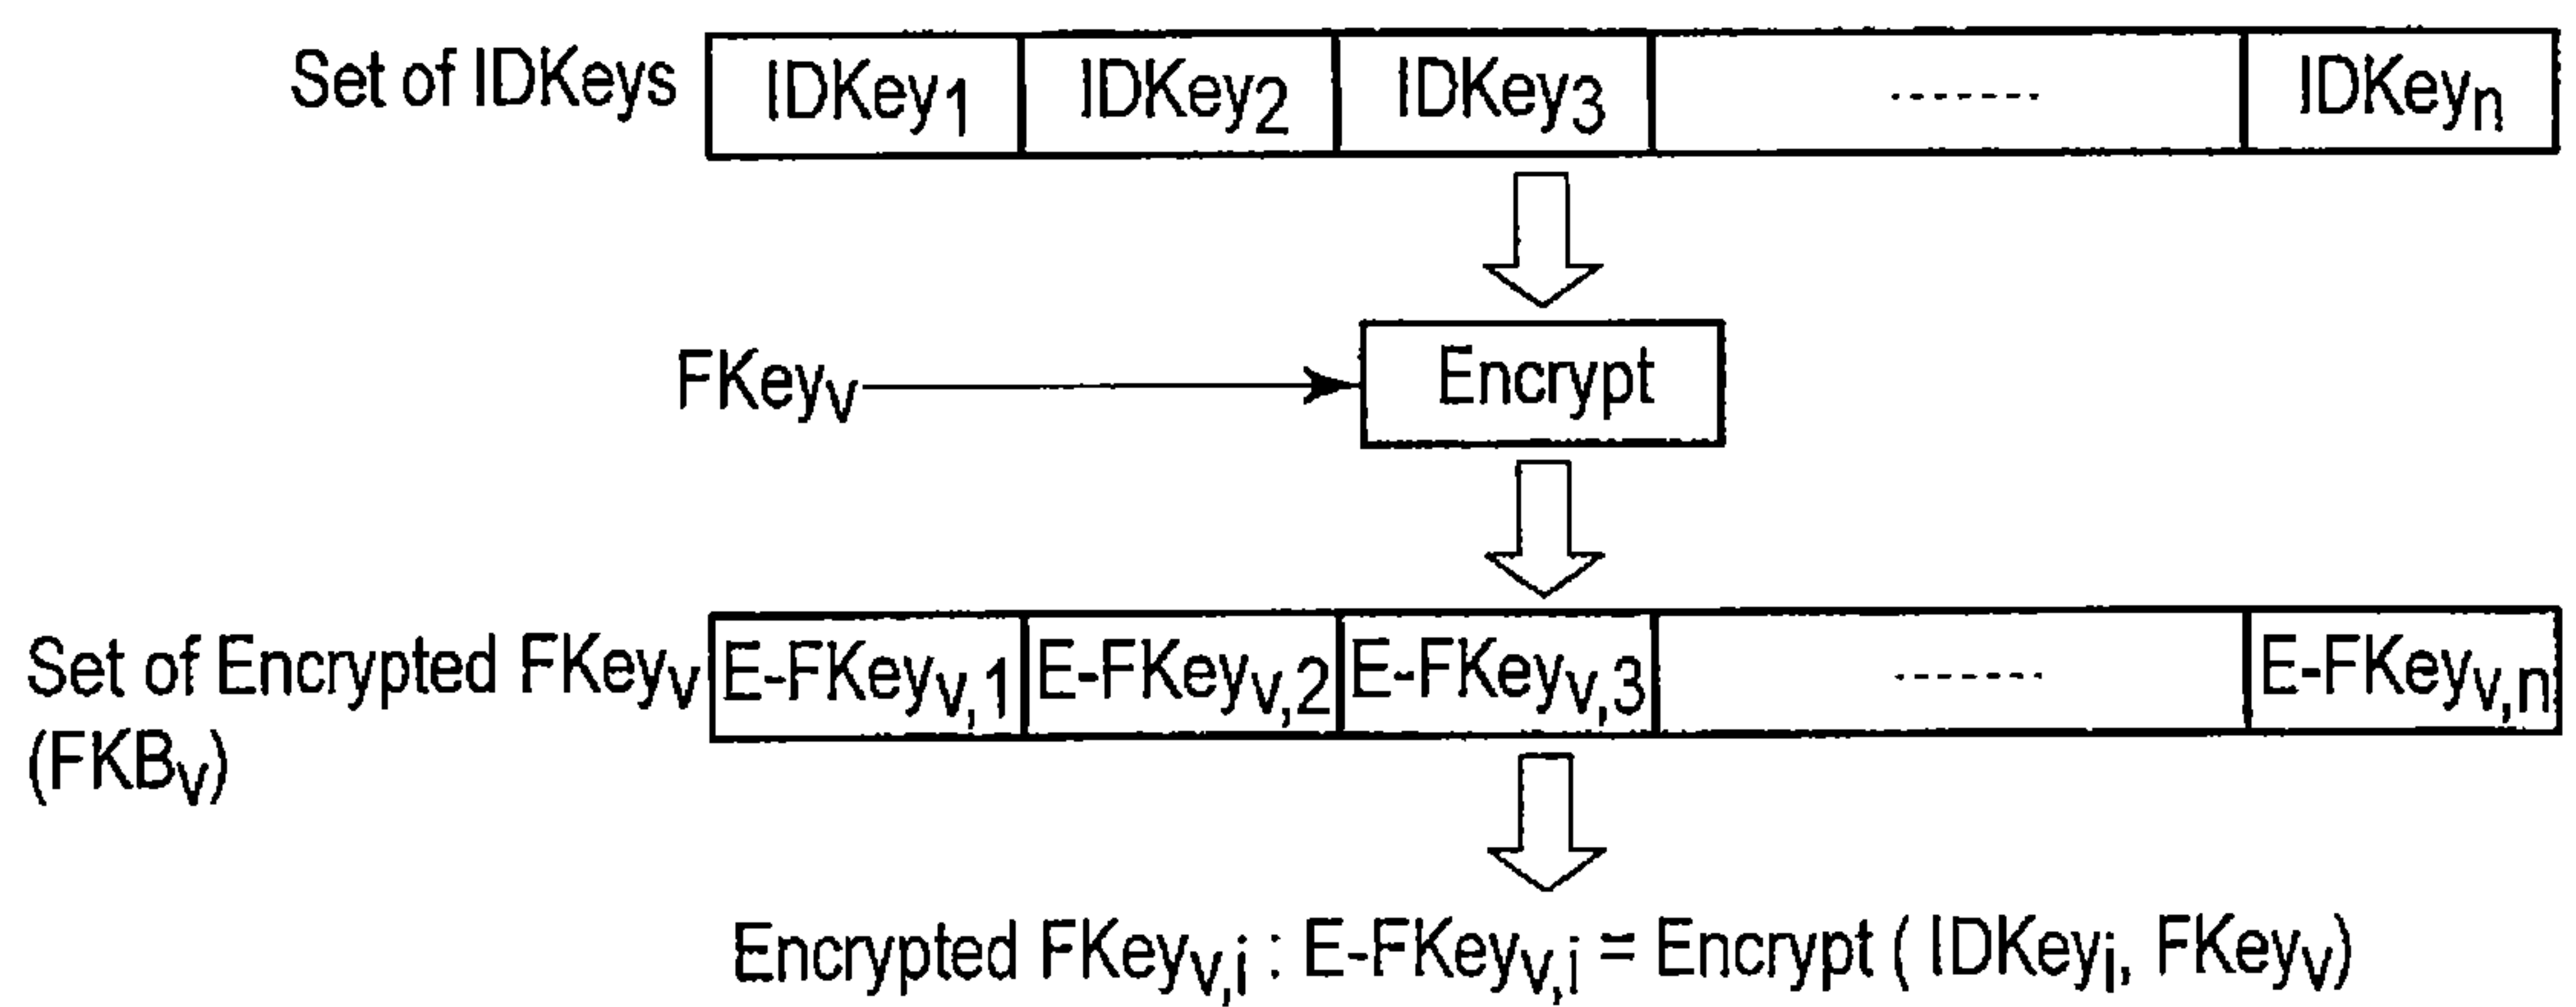 Set of IDKeys IDKey1 IDKey2 IDKey3 -------- IDKeyn
FKeyv Encrypt
Set of Encrypted FKeyv E-FKeyv,1 E-FKeyv,2 E-FKeyv,3 -------- E-FKeyv,n
(FKBv)
Encrypted FKeyv,i : E-FKeyv,i = Encrypt ( IDKeyi, FKeyv)